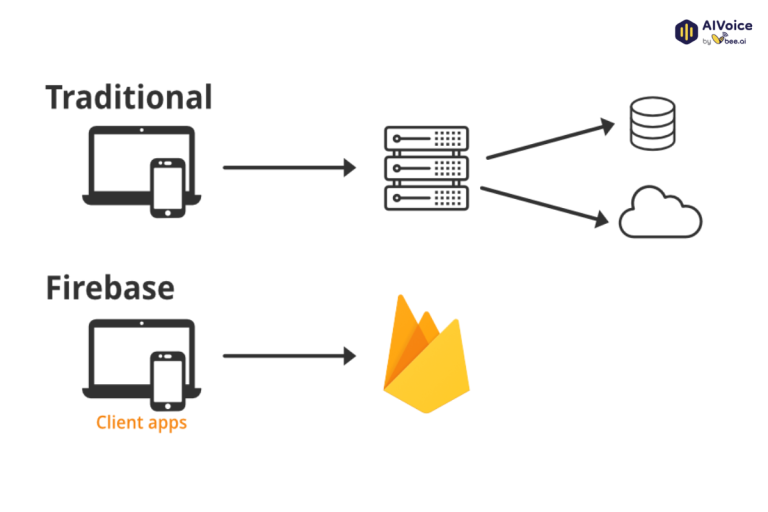 AIVoice
by bee.ai
Traditional
Firebase
Client apps